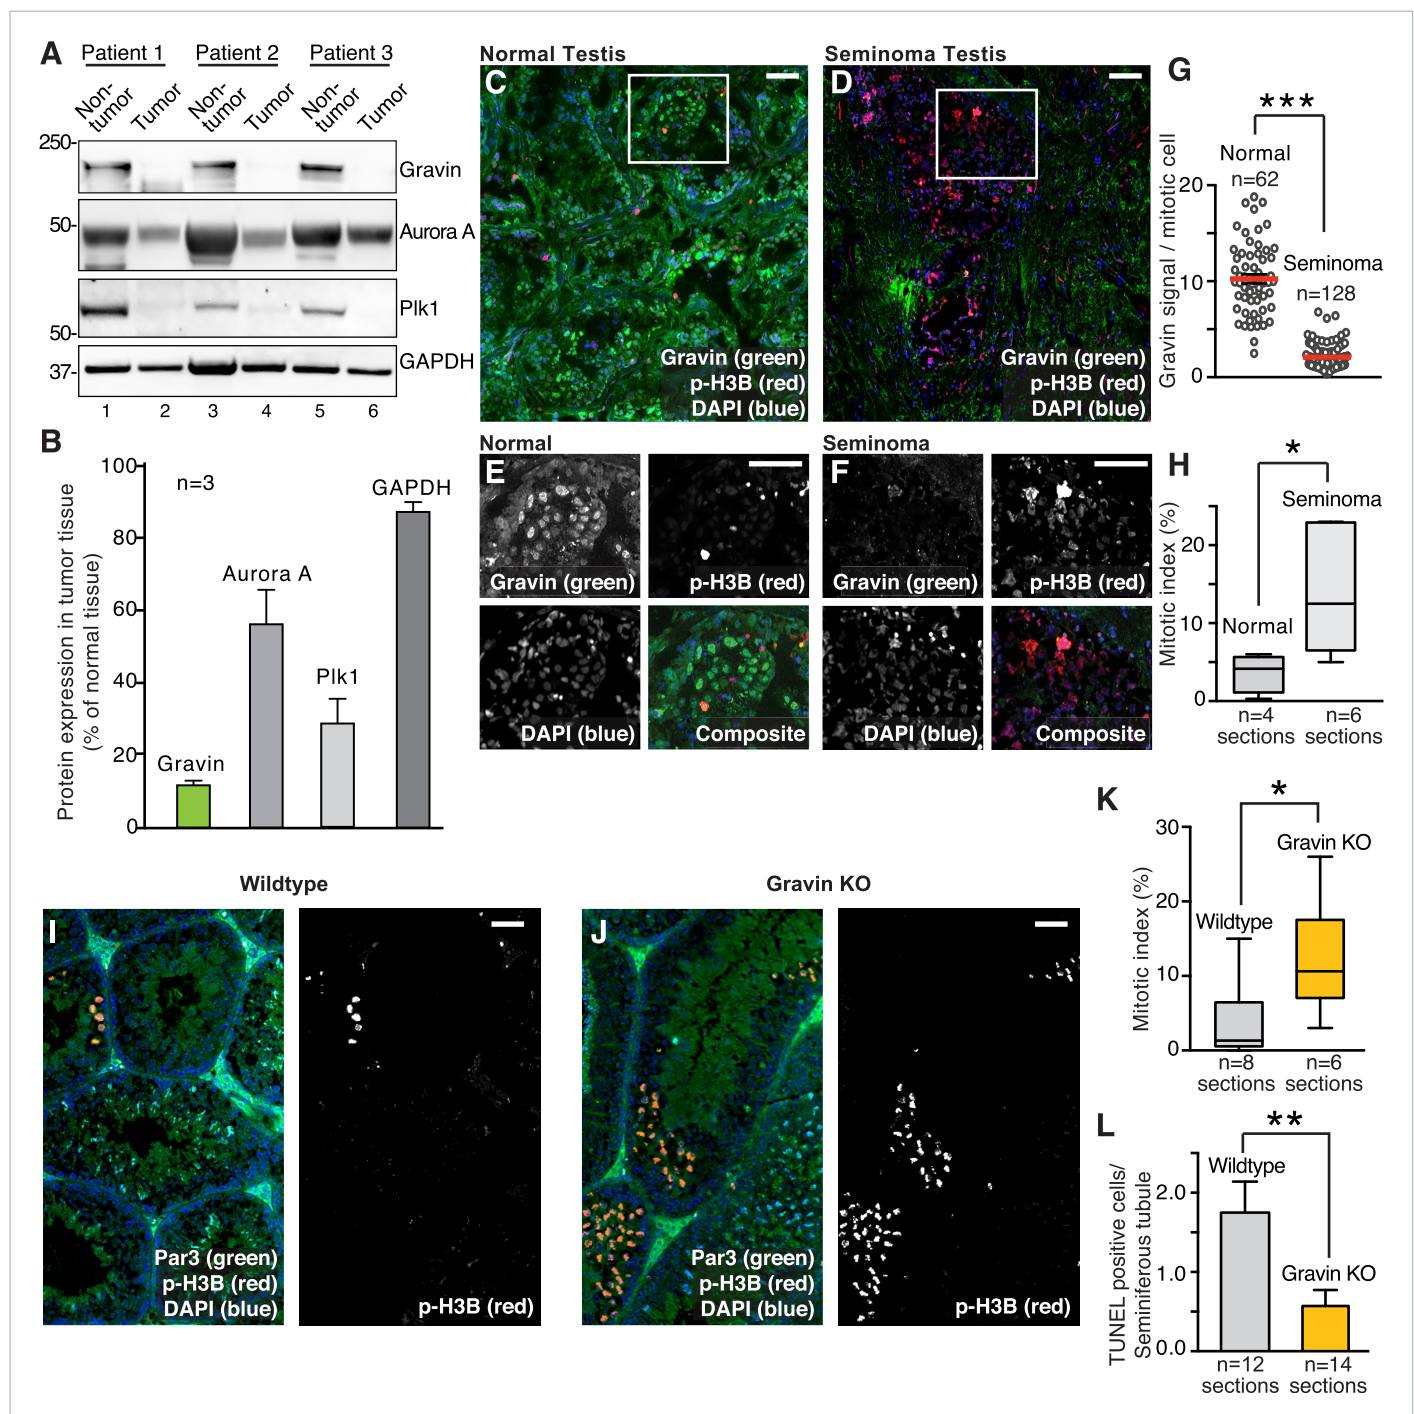 A
Patient 1
Patient 2
Patient 3
Non-
tumor
Tumor
Non-
tumor
Tumor
Non-
tumor
Tumor
250-
Gravin
50-
Aurora A
Plk1
50-
37-
GAPDH
1 2 3 4 5 6
B
Protein expression in tumor tissue
(% of normal tissue)
100
80
60
40
20
0
n=3
Gravin
Aurora A
Plk1
GAPDH
Normal Testis
C
Gravin (green)
p-H3B (red)
DAPI (blue)
Seminoma Testis
D
Gravin (green)
p-H3B (red)
DAPI (blue)
Normal
E
Gravin (green)
p-H3B (red)
DAPI (blue)
Composite
Seminoma
F
Gravin (green)
p-H3B (red)
DAPI (blue)
Composite
G
Gravin signal / mitotic cell
20
10
0
***
Normal
n=62
Seminoma
n=128
H
Mitotic index (%)
20
10
0
*
Seminoma
Normal
n=4
sections
n=6
sections
Wildtype
I
Par3 (green)
p-H3B (red)
DAPI (blue)
p-H3B (red)
Gravin KO
J
Par3 (green)
p-H3B (red)
DAPI (blue)
p-H3B (red)
K
Mitotic index (%)
30
20
10
0
*
Gravin KO
Wildtype
n=8
sections
n=6
sections
L
TUNEL positive cells/
Seminiferous tubule
2.0
1.0
0.0
**
Wildtype
Gravin KO
n=12
sections
n=14
sections